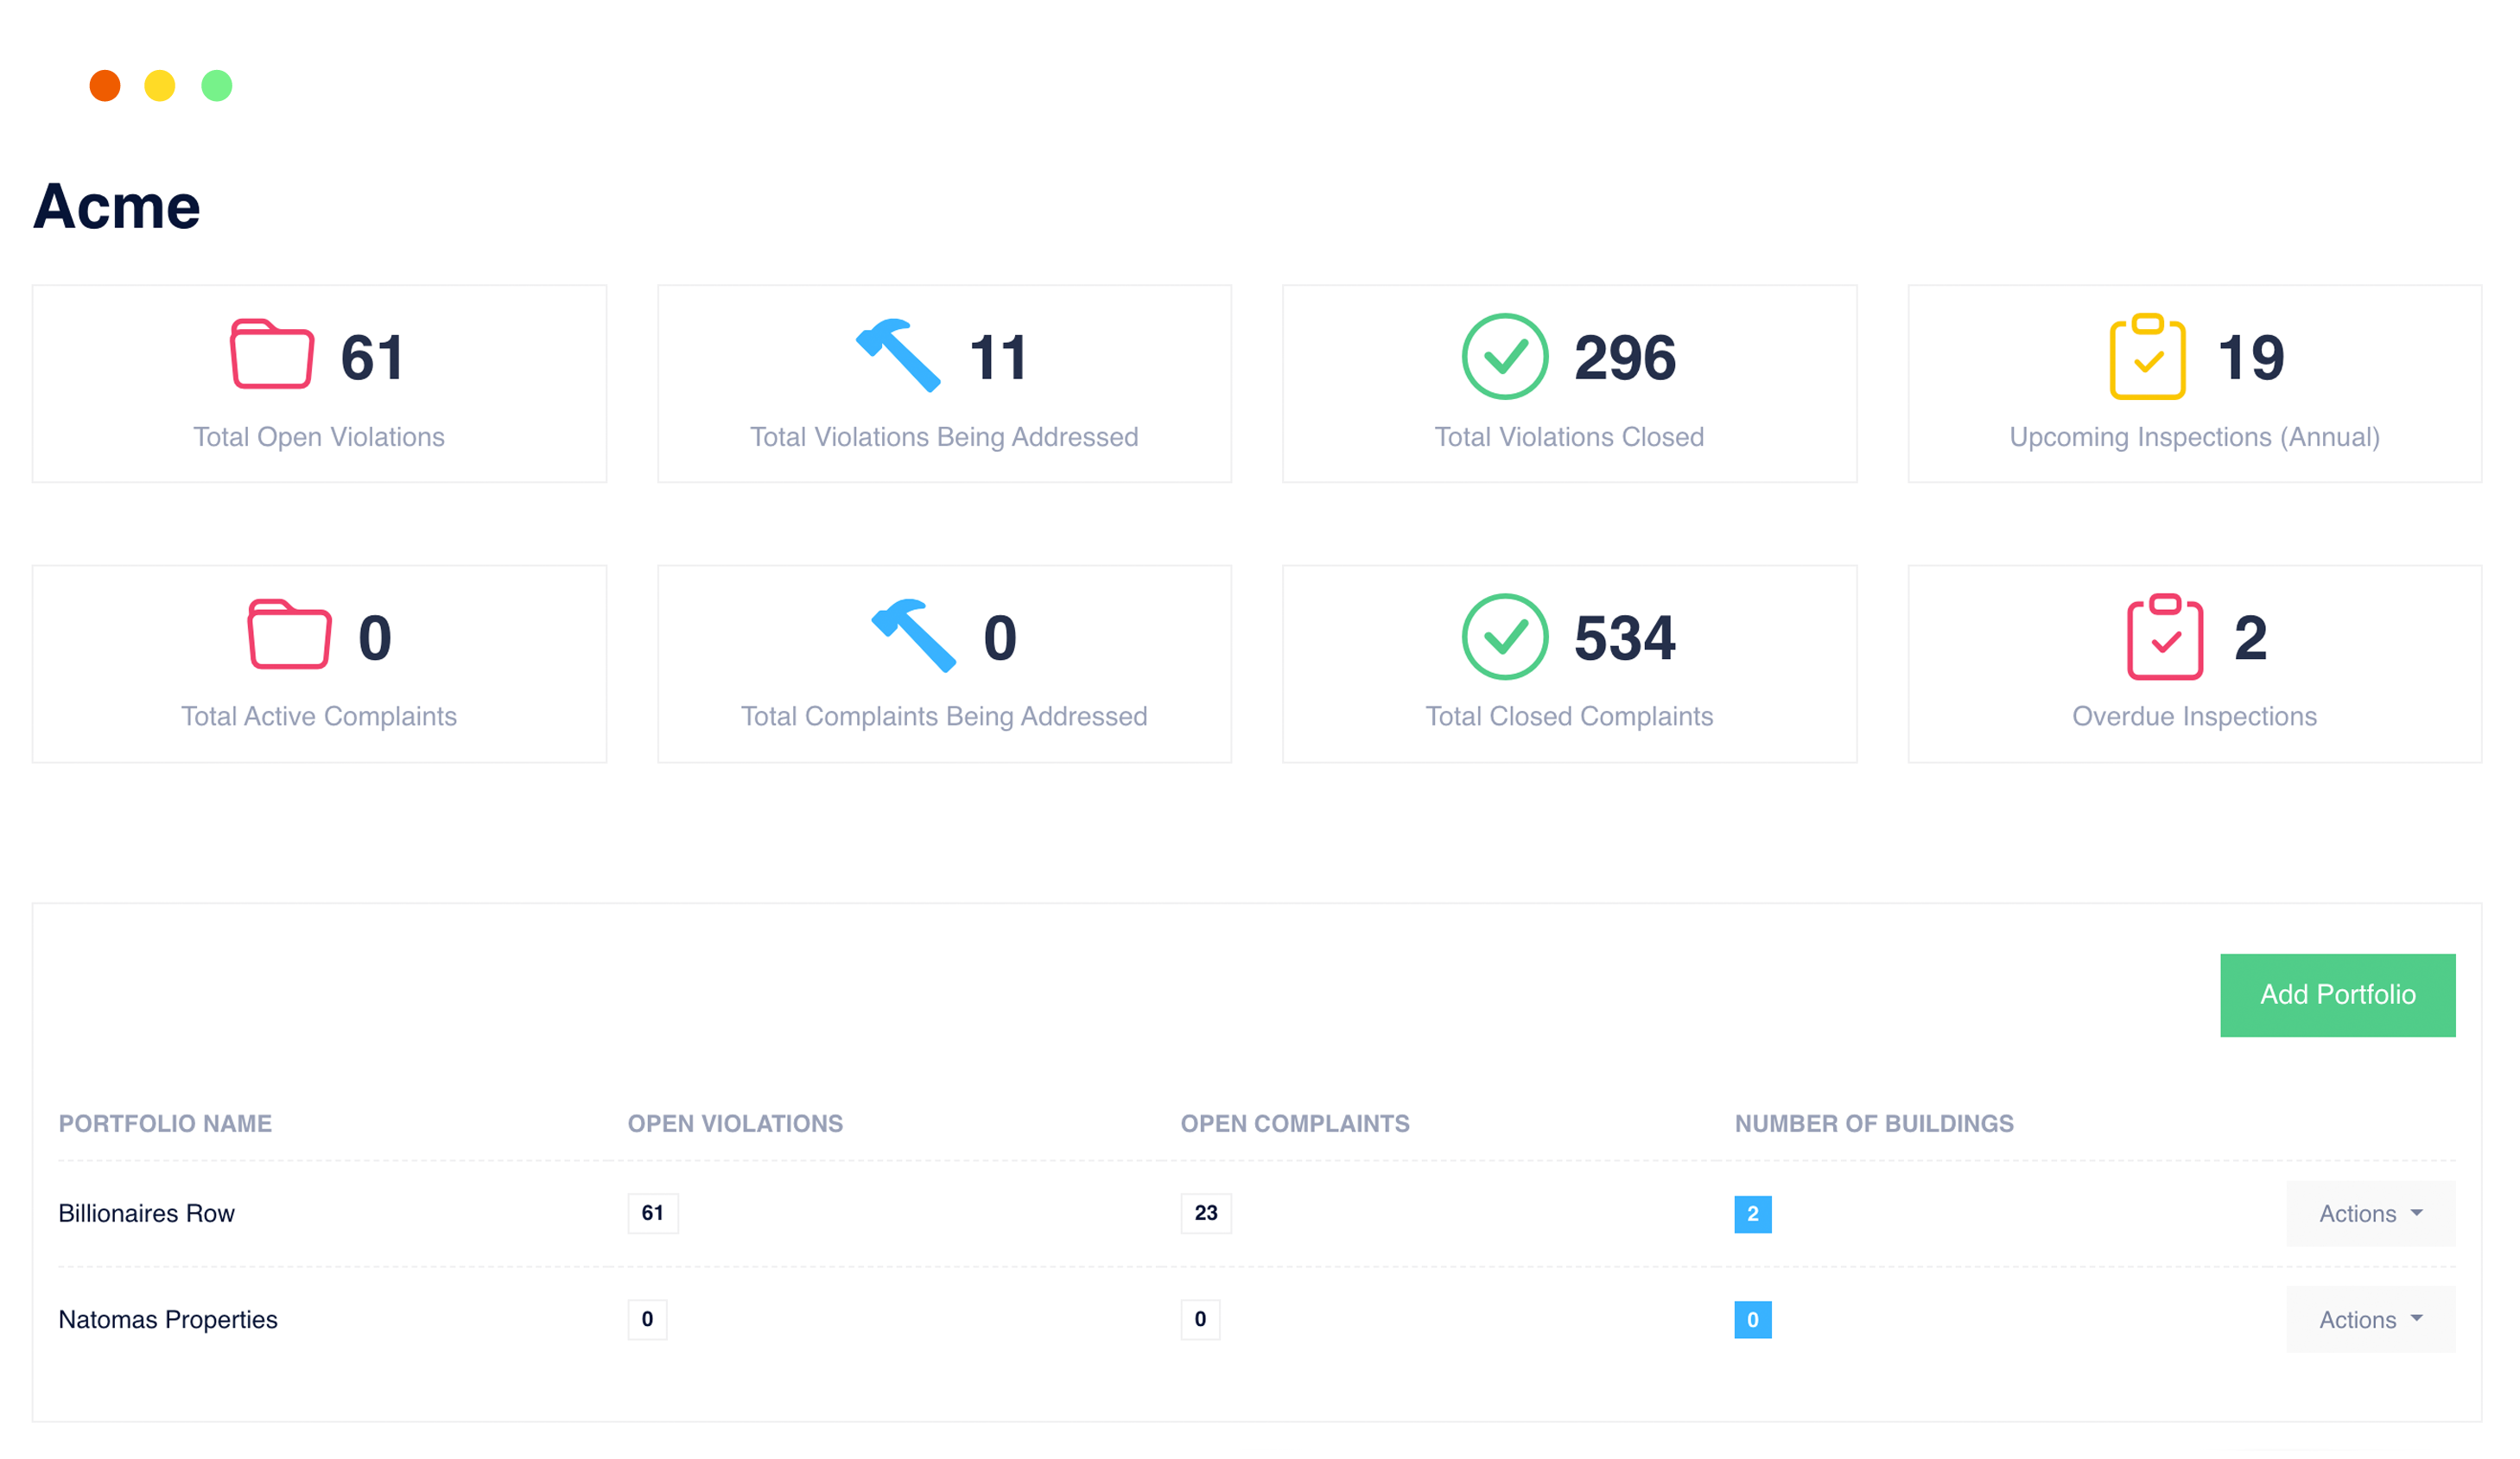 Acme
61
Total Open Violations
11
Total Violations Being Addressed
296
Total Violations Closed
19
Upcoming Inspections (Annual)
0
Total Active Complaints
0
Total Complaints Being Addressed
534
Total Closed Complaints
2
Overdue Inspections
Add Portfolio
PORTFOLIO NAME OPEN VIOLATIONS OPEN COMPLAINTS NUMBER OF BUILDINGS
Billionaires Row 61 23 2 Actions
Natomas Properties 0 0 0 Actions